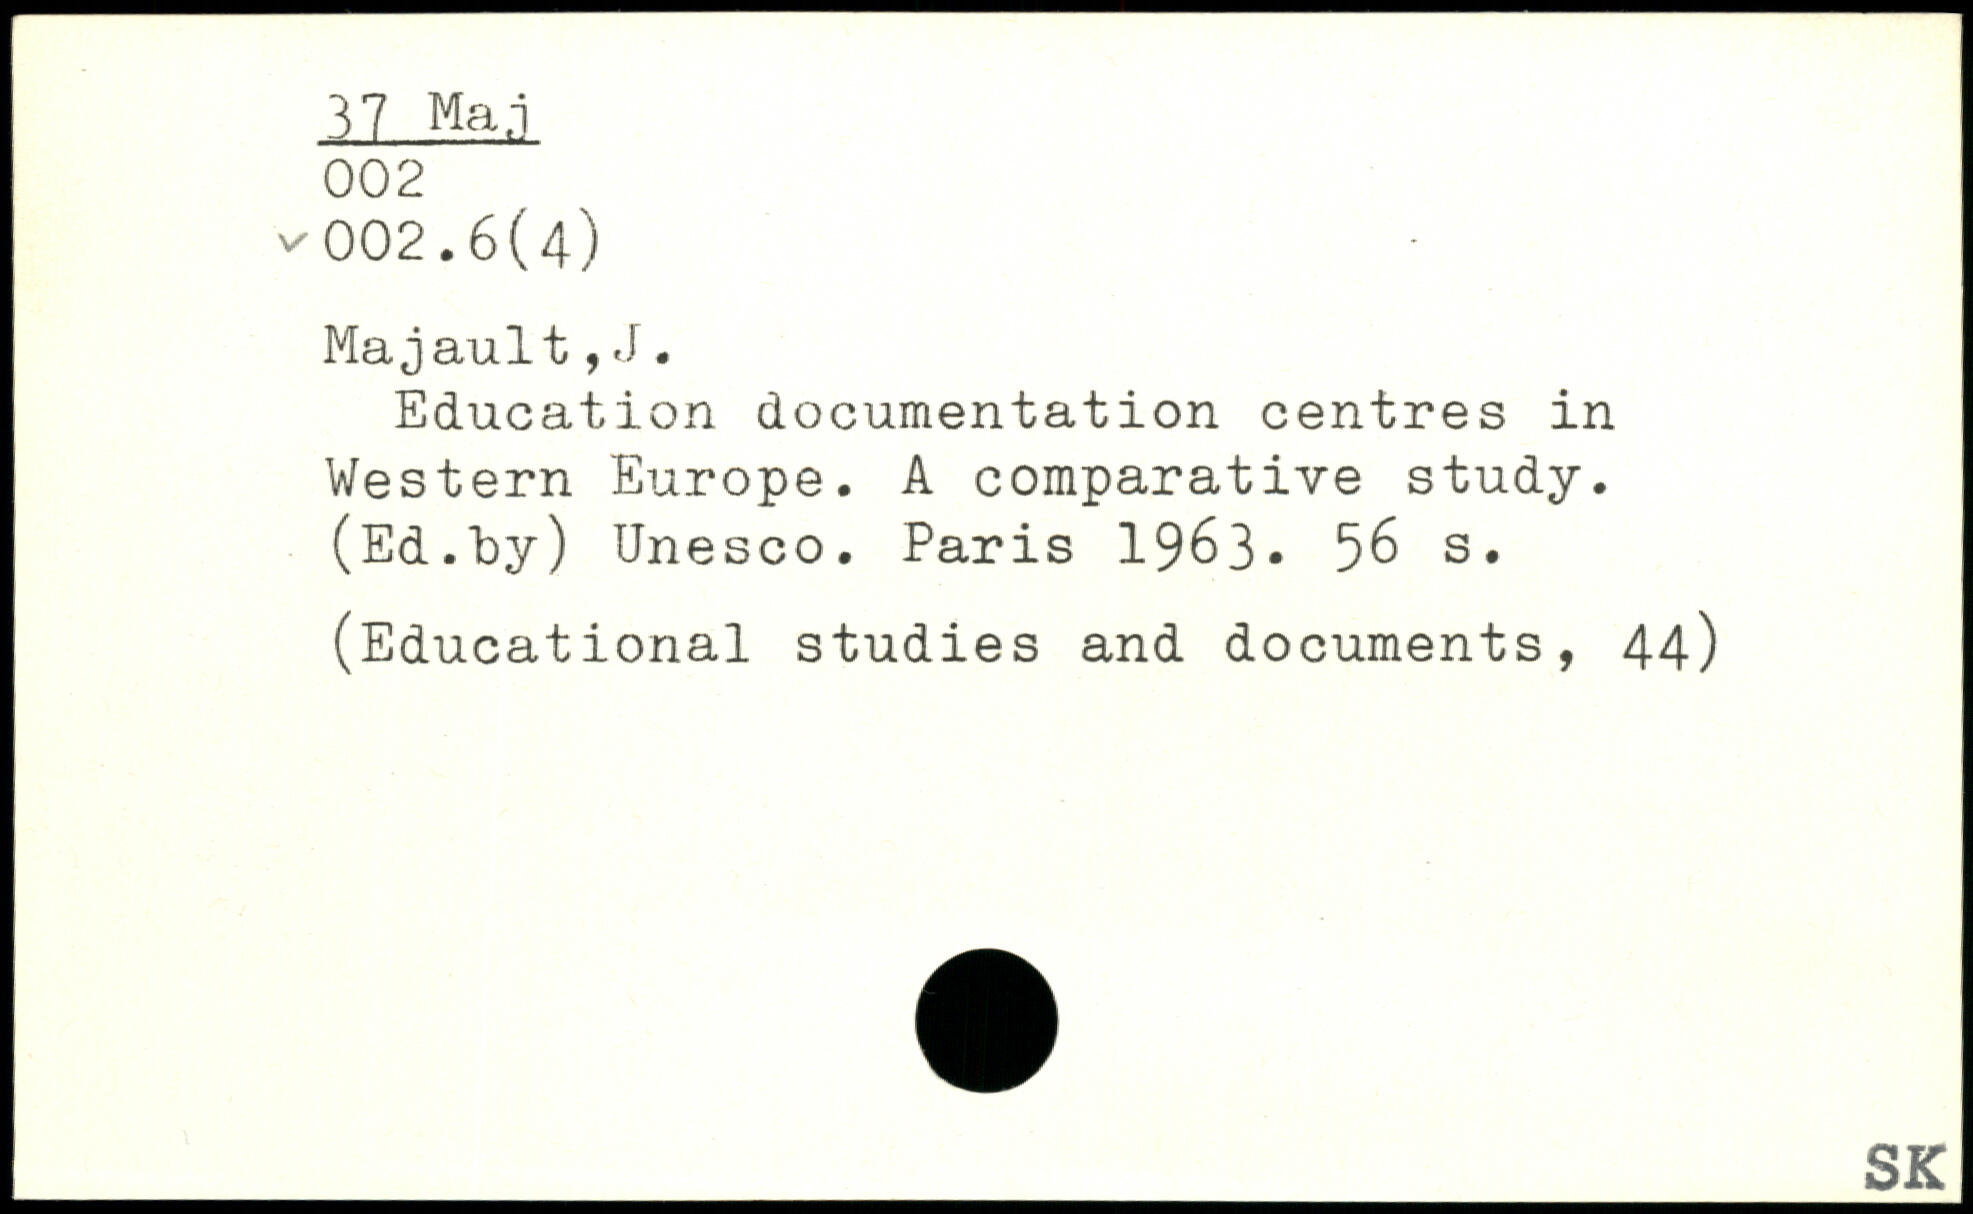 37 Maj
002
✓002.6(4)
Majault,J.
Education documentation centres in
Western Europe. A comparative study.
(Ed.by) Unesco. Paris 1963. 56 s.
(Educational studies and documents, 44)
SK